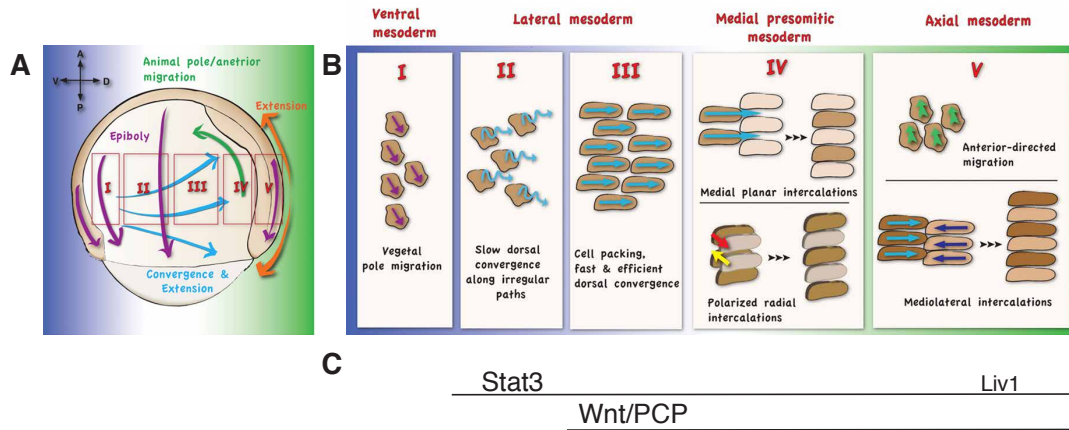 A
A
V
D
P
Animal pole/anetrior
migration
Extension
Epiboly
I
II
III
IV
V
Convergence &
Extension
B
Ventral
mesoderm
Lateral mesoderm
Medial presomitic
mesoderm
Axial mesoderm
I
Vegetal
pole migration
II
Slow dorsal
convergence
along irregular
paths
III
Cell packing,
fast & efficient
dorsal convergence
IV
Medial planar intercalations
Polarized radial
intercalations
V
Anterior-directed
migration
Mediolateral intercalations
C
Stat3
Liv1
Wnt/PCP